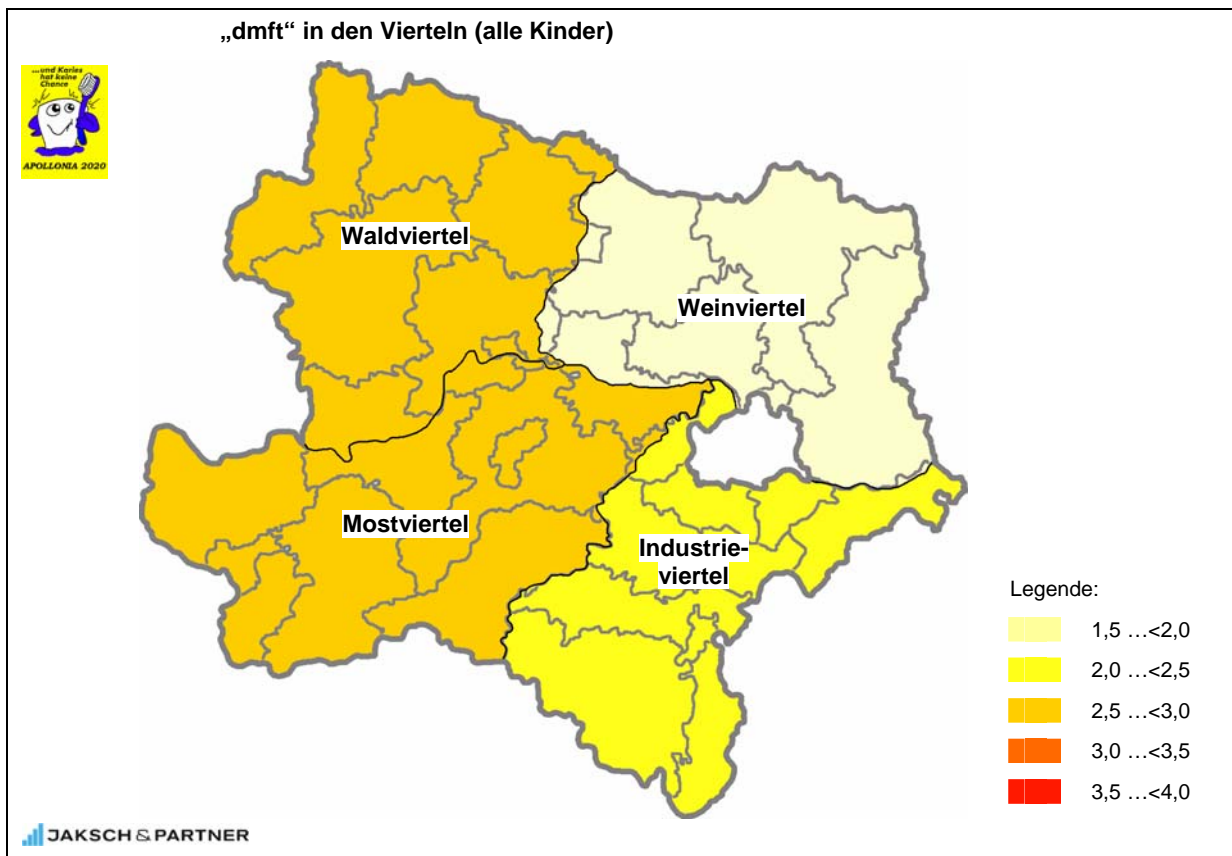 „dmft“ in den Vierteln (alle Kinder)
...und Karies
hat keine
Chance
APOLLONIA 2020
Waldviertel
Weinviertel
Mostviertel
Industrie-
viertel
Legende:
1,5 …<2,0
2,0 …<2,5
2,5 …<3,0
3,0 …<3,5
3,5 …<4,0
JAKSCH & PARTNER